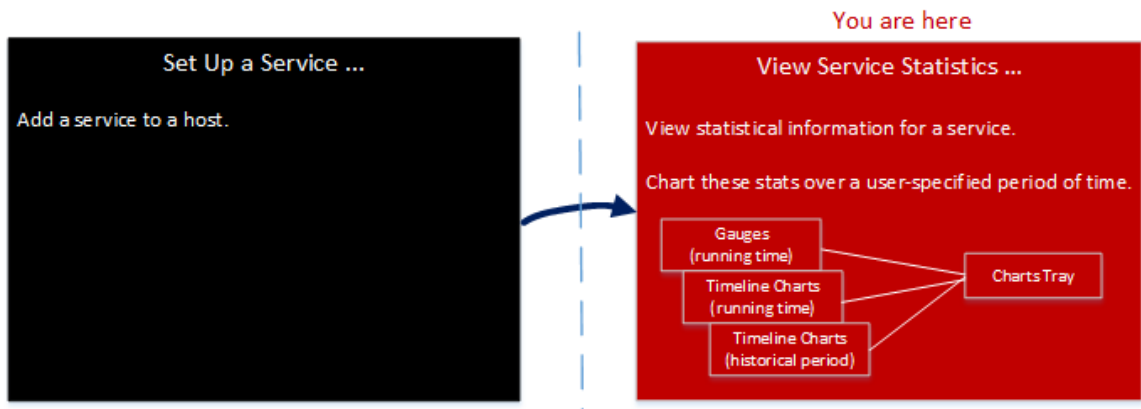 You are here
Set Up a Service ...
Add a service to a host.
View Service Statistics ...
View statistical information for a service.
Chart these stats over a user-specified period of time.
Gauges
(running time)
Timeline Charts
(running time)
Timeline Charts
(historical period)
Charts Tray